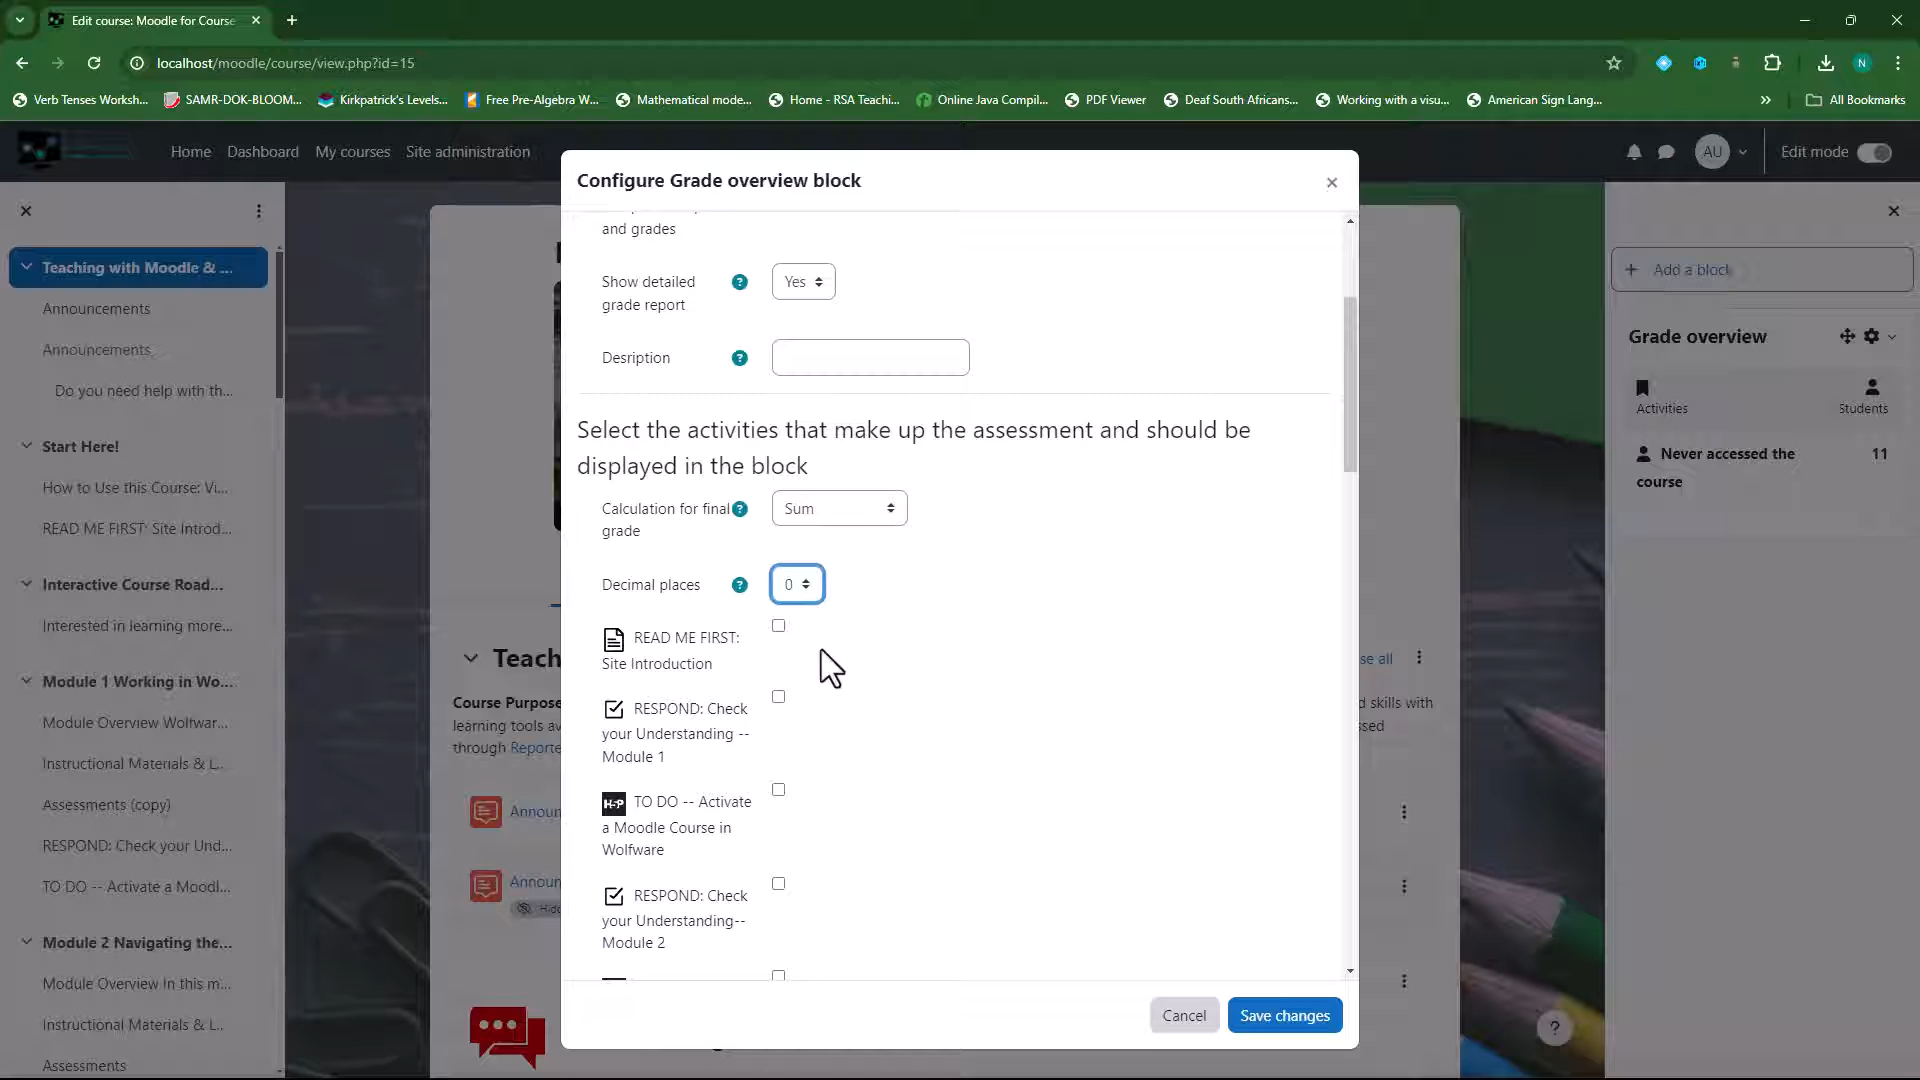 Edit course: Moodle for Course
localhost/moodle/course/view.php?id=15
N
Verb Tenses Worksh...
SAMR-DOK-BLOOM...
Kirkpatrick's Levels...
Free Pre-Algebra W...
Mathematical mode...
Home - RSA Teachi...
Online Java Compil...
PDF Viewer
Deaf South Africans...
Working with a visu...
American Sign Lang...
All Bookmarks
Home
Dashboard
My courses
Site administration
AU
Edit mode
Teaching with Moodle & ...
Announcements
Announcements
Do you need help with th...
Start Here!
How to Use this Course: Vi...
READ ME FIRST: Site Introd...
Interactive Course Road...
Interested in learning more...
Module 1 Working in Wo...
Module Overview Wolfwar...
Instructional Materials & L...
Assessments (copy)
RESPOND: Check your Und...
TO DO -- Activate a Moodl...
Module 2 Navigating the...
Module Overview In this m...
Instructional Materials & L...
Assessments
Teach
se all
Course Purpose
d skills with
learning tools av
ssed
through Reporte
Announ
Announ
Hidd
Configure Grade overview block
and grades
Show detailed
grade report
Yes
Desription
Select the activities that make up the assessment and should be
displayed in the block
Calculation for final
grade
Sum
Decimal places
0
READ ME FIRST:
Site Introduction
RESPOND: Check
your Understanding --
Module 1
H-P TO DO -- Activate
a Moodle Course in
Wolfware
RESPOND: Check
your Understanding--
Module 2
Cancel
Save changes
Add a block
Grade overview
Activities
Students
Never accessed the
course
11